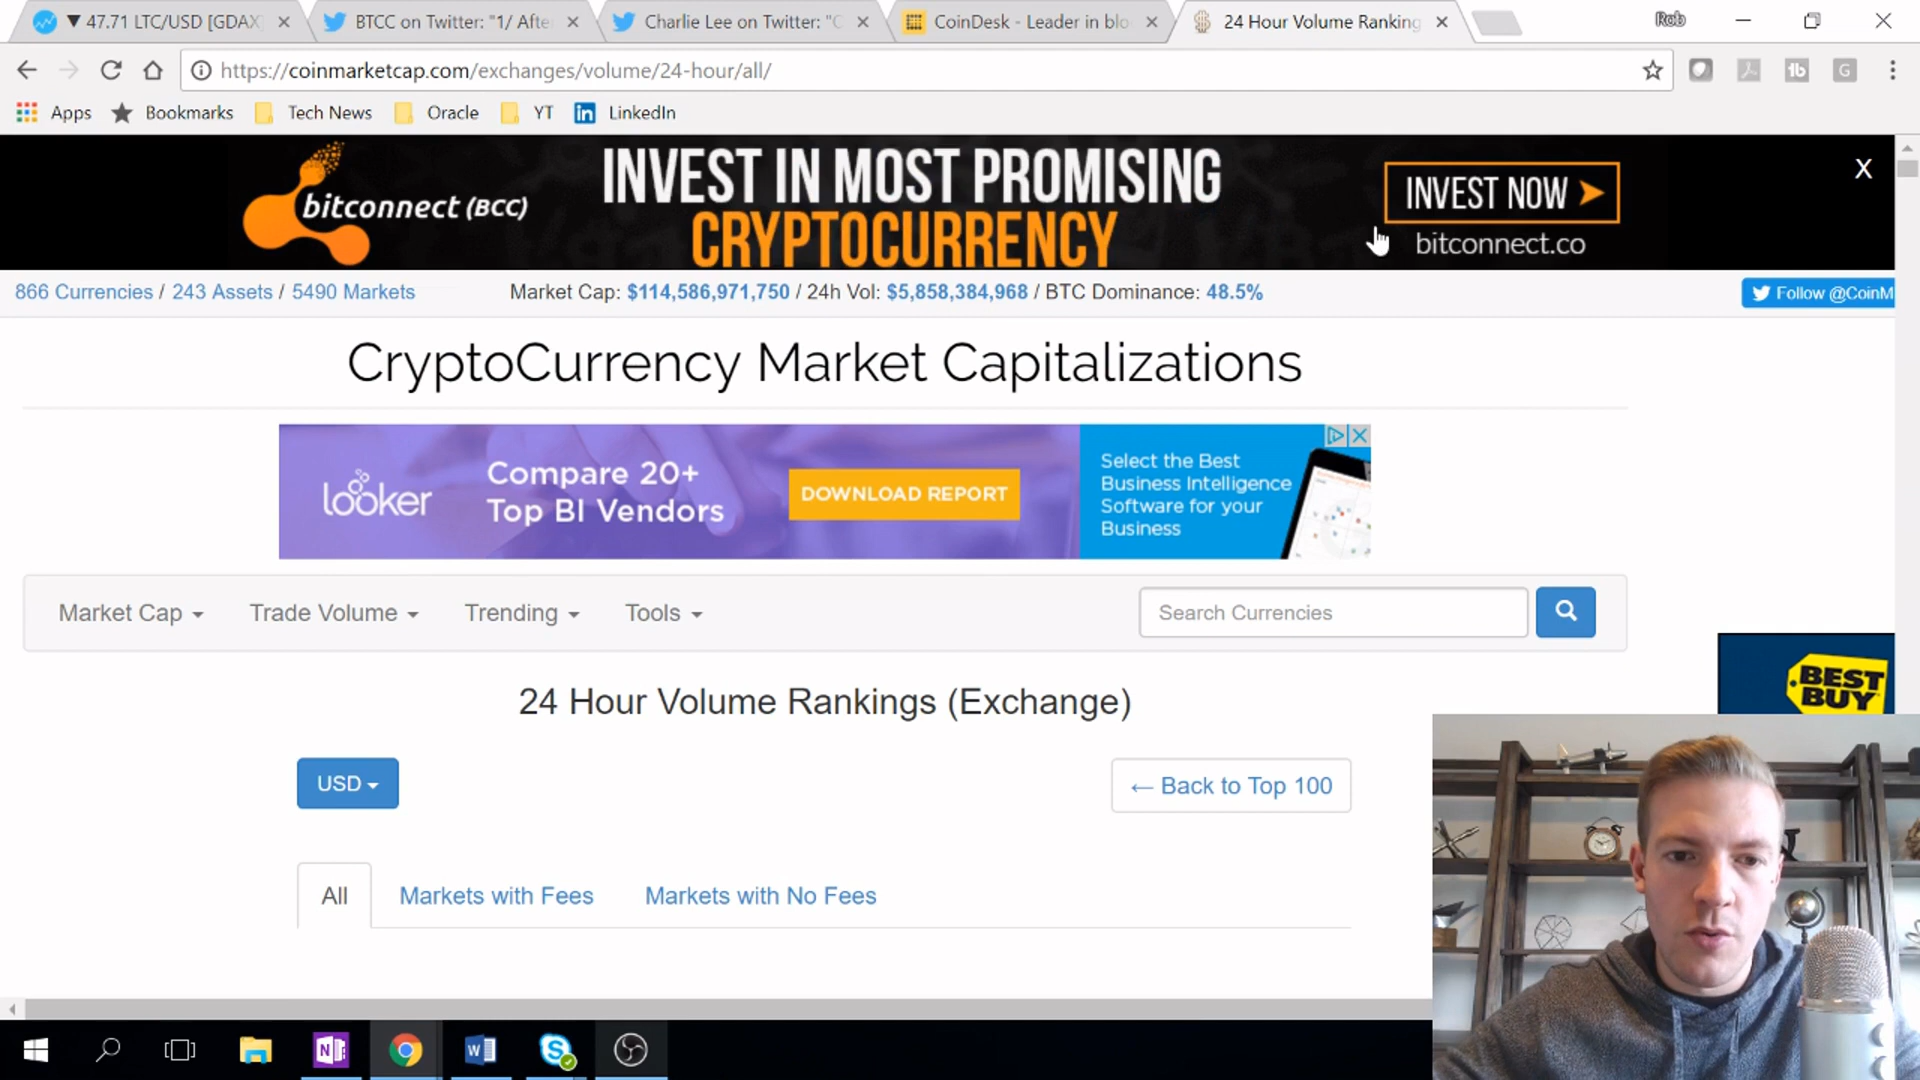 ▼ 47.71 LTC/USD [GDAX]
BTCC on Twitter: "1/ After
Charlie Lee on Twitter: "C
CoinDesk - Leader in blo
24 Hour Volume Ranking
Rob
https://coinmarketcap.com/exchanges/volume/24-hour/all/
Apps
Bookmarks
Tech News
Oracle
YT
LinkedIn
bitconnect (BCC)
INVEST IN MOST PROMISING
CRYPTOCURRENCY
INVEST NOW
bitconnect.co
X
866 Currencies / 243 Assets / 5490 Markets
Market Cap: $114,586,971,750 / 24h Vol: $5,858,384,968 / BTC Dominance: 48.5%
Follow @CoinM
CryptoCurrency Market Capitalizations
looker
Compare 20+
Top BI Vendors
DOWNLOAD REPORT
Select the Best
Business Intelligence
Software for your
Business
Market Cap
Trade Volume
Trending
Tools
Search Currencies
BEST
BUY
24 Hour Volume Rankings (Exchange)
USD
← Back to Top 100
All
Markets with Fees
Markets with No Fees